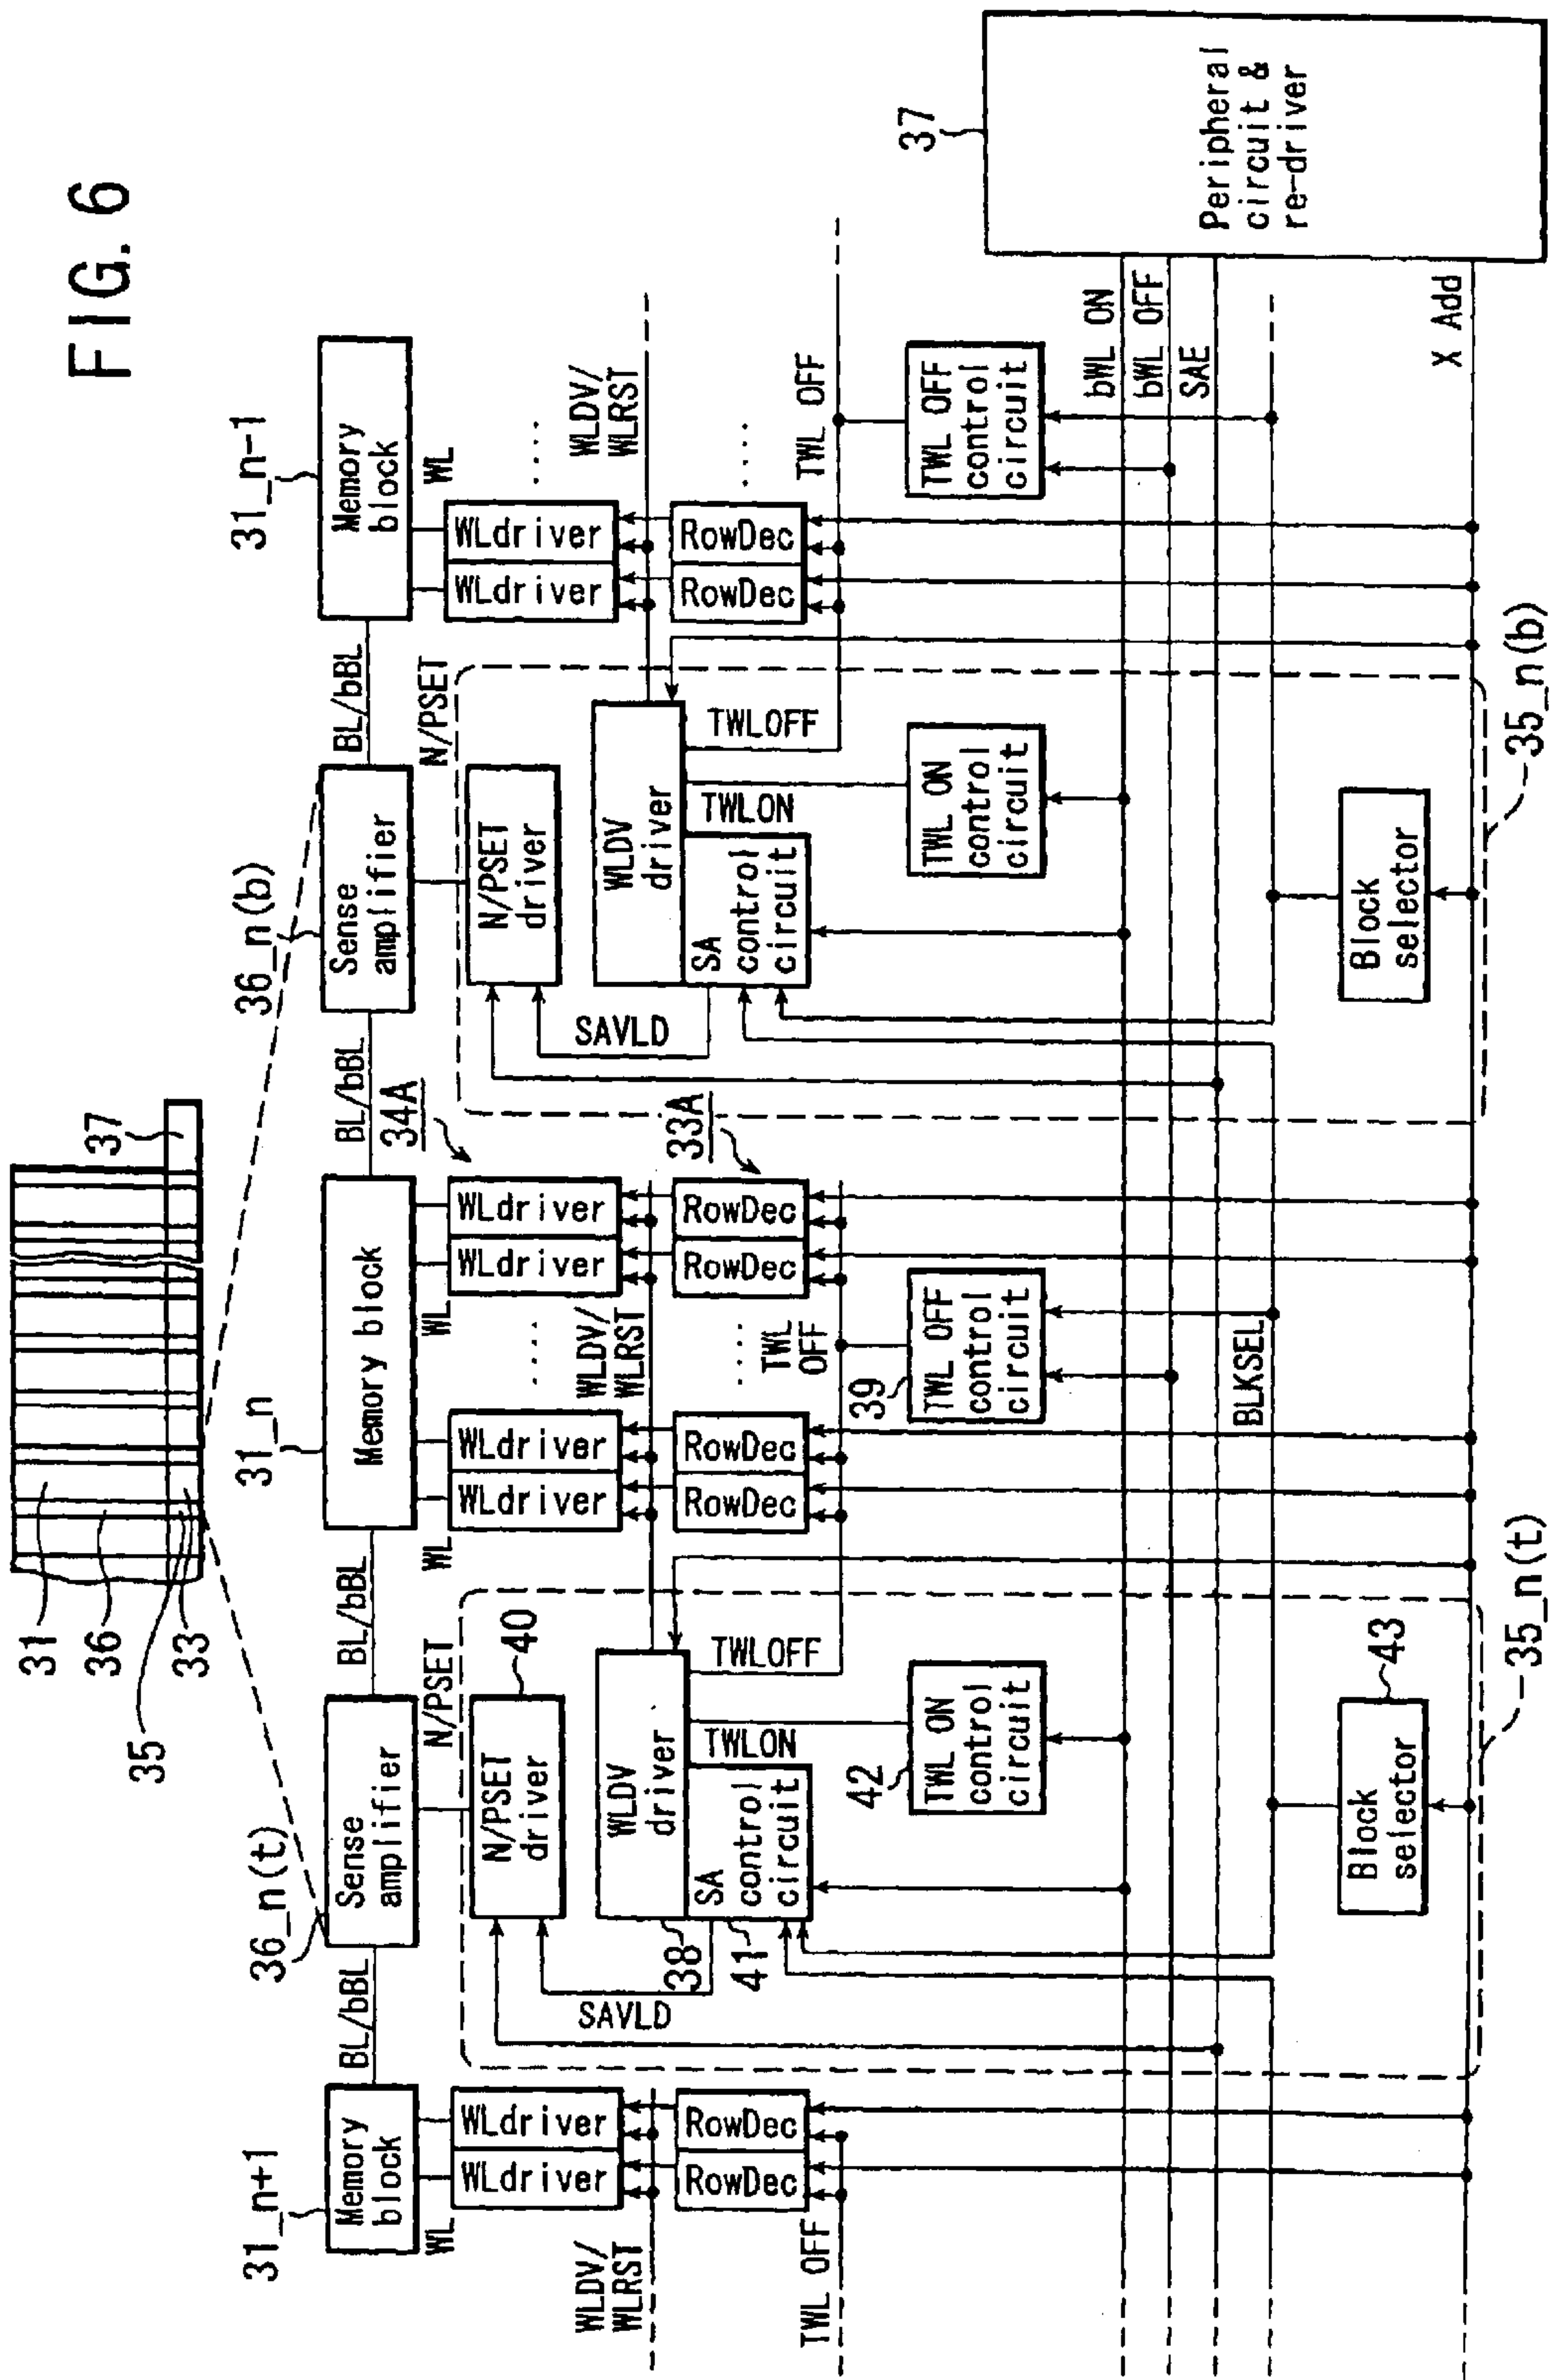 FIG. 6
31
36
35
33
37
31_n+1
36_n(t)
31_n
36_n(b)
31_n-1
Memory
block
BL/bBL
Sense
amplifier
BL/bBL
Memory block
BL/bBL
Sense
amplifier
BL/bBL
Memory
block
WL
WLdriver
WLdriver
N/PSET
N/PSET
driver
40
WL
WLdriver
WLdriver
....
WL
WLdriver
WLdriver
34A
N/PSET
N/PSET
driver
WLdriver
WLdriver
WL
....
WLDV/
WLRST
SAVLD
WLDV
driver
38
WLDV/
WLRST
SAVLD
WLDV
driver
WLDV/
WLRST
RowDec
RowDec
41
SA
control
circuit
TWLON
TWLOFF
RowDec
RowDec
....
RowDec
RowDec
33A
SA
control
circuit
TWLON
TWLOFF
RowDec
RowDec
....
TWL OFF
TWL
OFF
TWL OFF
42
TWL ON
control
circuit
39
TWL OFF
control
circuit
TWL ON
control
circuit
TWL OFF
control
circuit
37
Peripheral
circuit &
re-driver
bWL ON
bWL OFF
SAE
BLKSEL
Block
selector
43
Block
selector
X Add
35_n(t)
35_n(b)